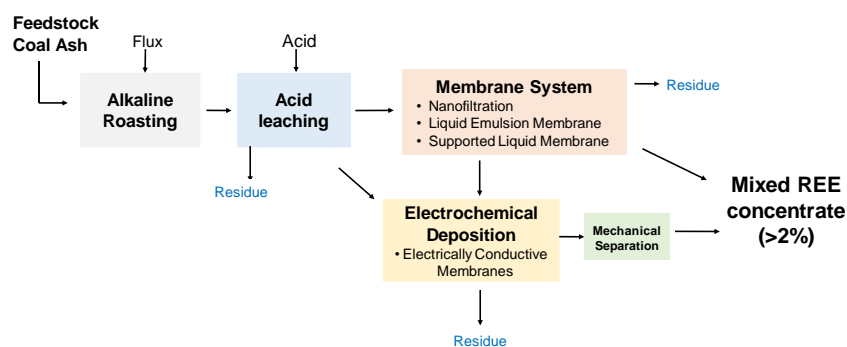 Feedstock
Coal Ash
Flux
Acid
Alkaline
Roasting
Acid
leaching
Membrane System
• Nanofiltration
• Liquid Emulsion Membrane
• Supported Liquid Membrane
Residue
Residue
Electrochemical
Deposition
• Electrically Conductive
Membranes
Mechanical
Separation
Mixed REE
concentrate
(>2%)
Residue